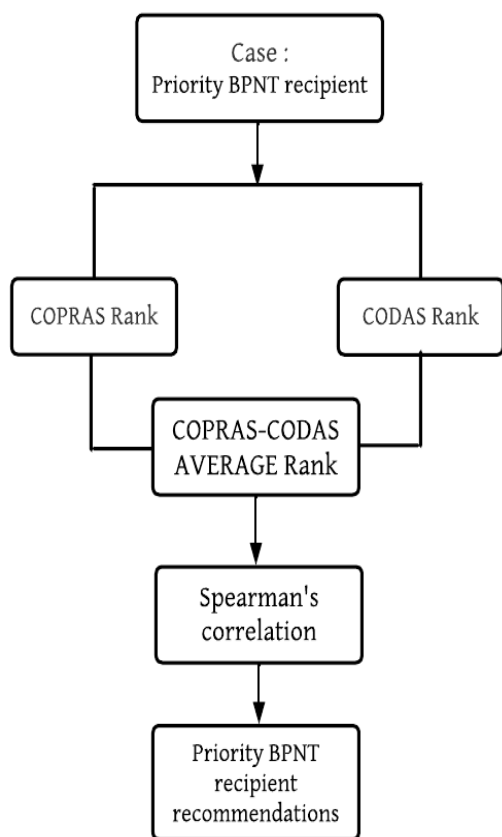 Case :
Priority BPNT recipient
COPRAS Rank
CODAS Rank
COPRAS-CODAS
AVERAGE Rank
Spearman's
correlation
Priority BPNT
recipient
recommendations